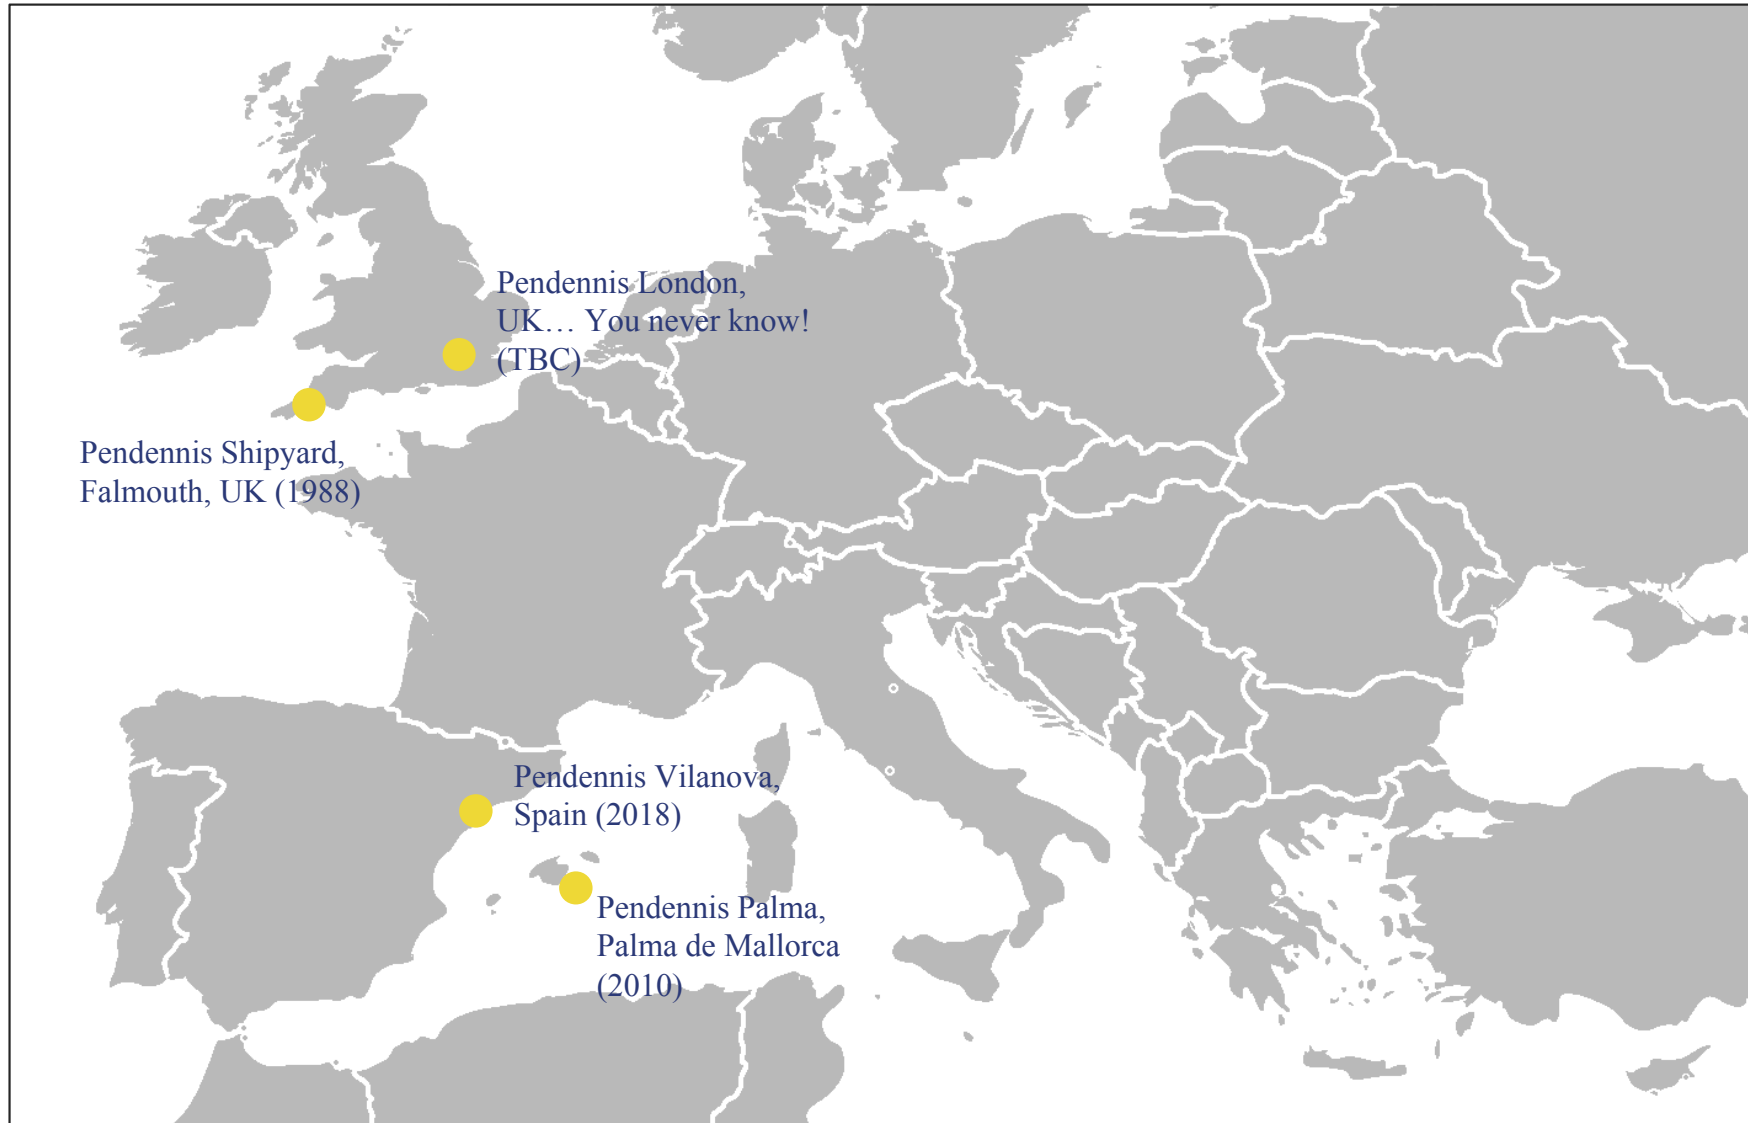 Pendennis London,
UK… You never know!
(TBC)
Pendennis Shipyard,
Falmouth, UK (1988)
Pendennis Vilanova,
Spain (2018)
Pendennis Palma,
Palma de Mallorca
(2010)